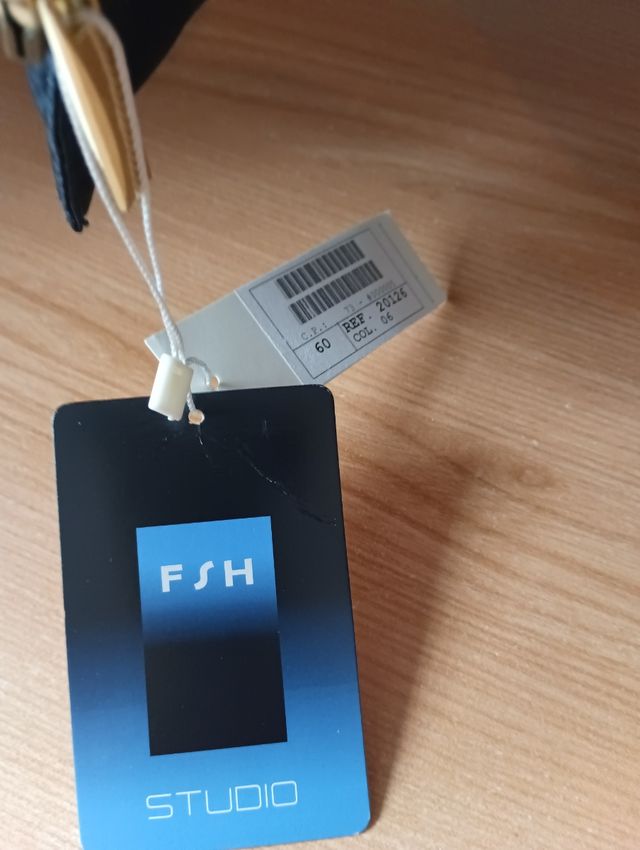 C.F.:
60
REF. 20126
COL. 06
FSH
STUDIO